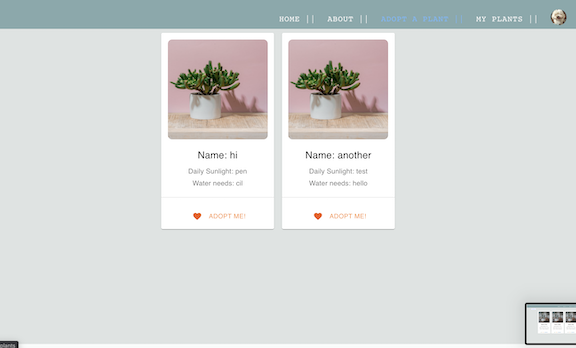 HOME || ABOUT || ADOPT A PLANT || MY PLANTS ||
Name: hi
Daily Sunlight: pen
Water needs: cil
ADOPT ME!
Name: another
Daily Sunlight: test
Water needs: hello
ADOPT ME!
plants